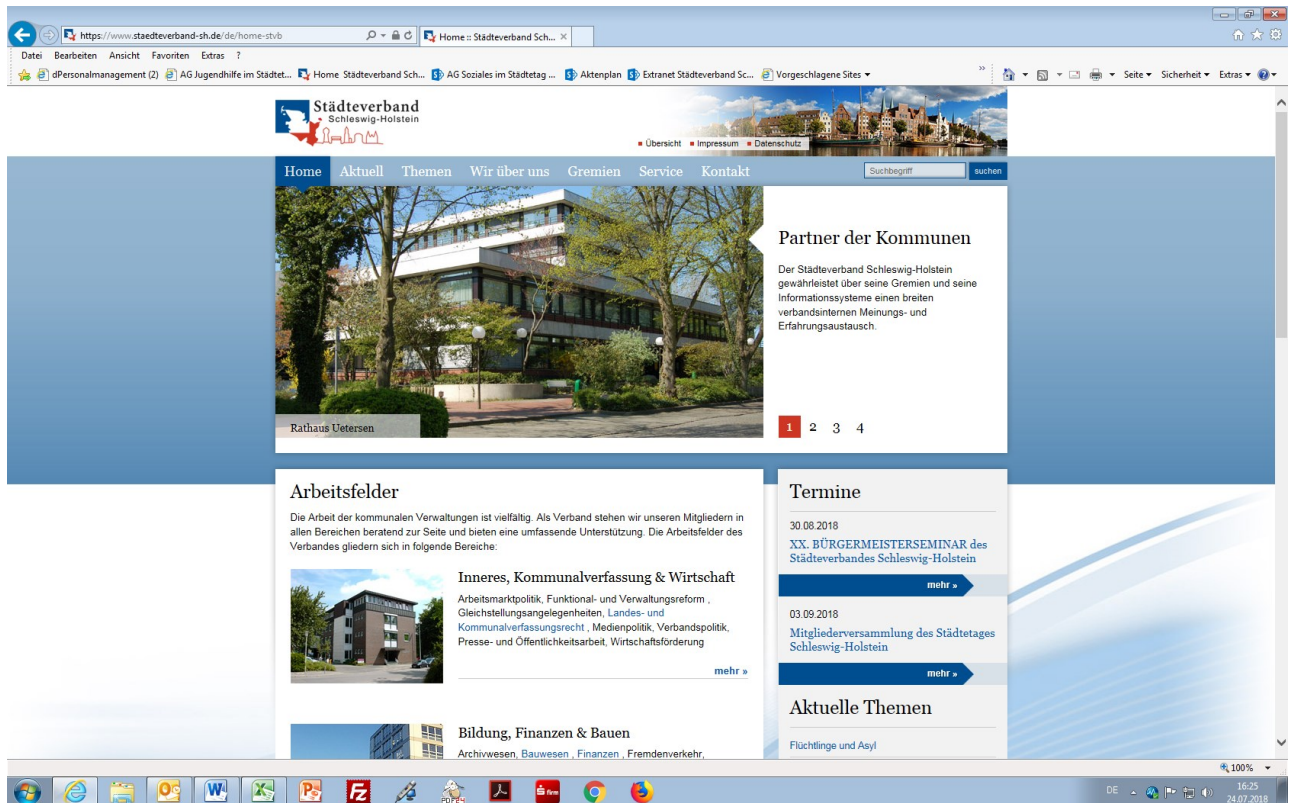 https://www.staedteverband-sh.de/de/home-stvb
Home :: Städteverband Sch...
Datei Bearbeiten Ansicht Favoriten Extras ?
dPersonalmanagement (2) AG Jugendhilfe im Städtet... Home Städteverband Sch... AG Soziales im Städtetag ... Aktenplan Extranet Städteverband Sc... Vorgeschlagene Sites
Seite Sicherheit Extras
Städteverband
Schleswig-Holstein
Übersicht Impressum Datenschutz
Home Aktuell Themen Wir über uns Gremien Service Kontakt
Suchbegriff suchen
Partner der Kommunen
Der Städteverband Schleswig-Holstein
gewährleistet über seine Gremien und seine
Informationssysteme einen breiten
verbandsinternen Meinungs- und
Erfahrungsaustausch.
Rathaus Uetersen
1 2 3 4
Arbeitsfelder
Die Arbeit der kommunalen Verwaltungen ist vielfältig. Als Verband stehen wir unseren Mitgliedern in
allen Bereichen beratend zur Seite und bieten eine umfassende Unterstützung. Die Arbeitsfelder des
Verbandes gliedern sich in folgende Bereiche:
Inneres, Kommunalverfassung & Wirtschaft
Arbeitsmarktpolitik, Funktional- und Verwaltungsreform ,
Gleichstellungsangelegenheiten, Landes- und
Kommunalverfassungsrecht , Medienpolitik, Verbandspolitik,
Presse- und Öffentlichkeitsarbeit, Wirtschaftsförderung
mehr »
Bildung, Finanzen & Bauen
Archivwesen, Bauwesen , Finanzen , Fremdenverkehr,
Termine
30.08.2018
XX. BÜRGERMEISTERSEMINAR des
Städteverbandes Schleswig-Holstein
mehr »
03.09.2018
Mitgliederversammlung des Städtetages
Schleswig-Holstein
mehr »
Aktuelle Themen
Flüchtlinge und Asyl
100%
DE
16:25
24.07.2018